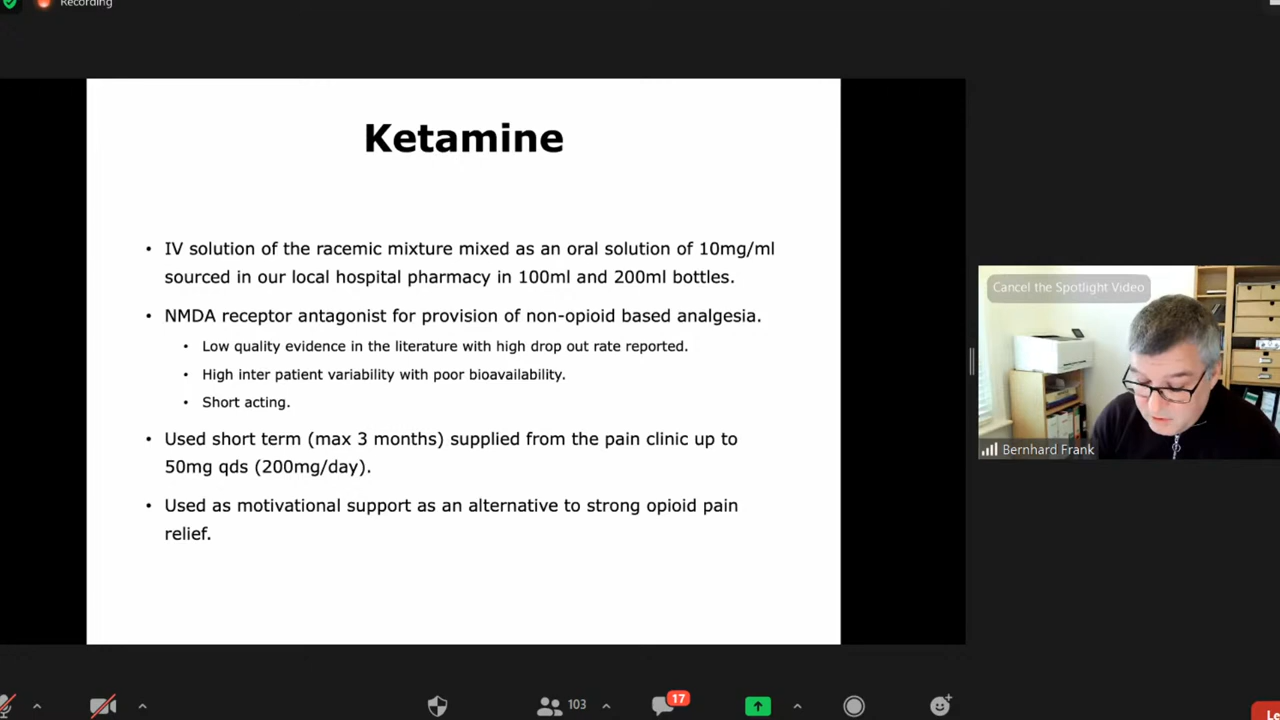 Recording
Ketamine
• IV solution of the racemic mixture mixed as an oral solution of 10mg/ml
sourced in our local hospital pharmacy in 100ml and 200ml bottles.
• NMDA receptor antagonist for provision of non-opioid based analgesia.
• Low quality evidence in the literature with high drop out rate reported.
• High inter patient variability with poor bioavailability.
• Short acting.
• Used short term (max 3 months) supplied from the pain clinic up to
50mg qds (200mg/day).
• Used as motivational support as an alternative to strong opioid pain
relief.
Cancel the Spotlight Video
Bernhard Frank
103
17